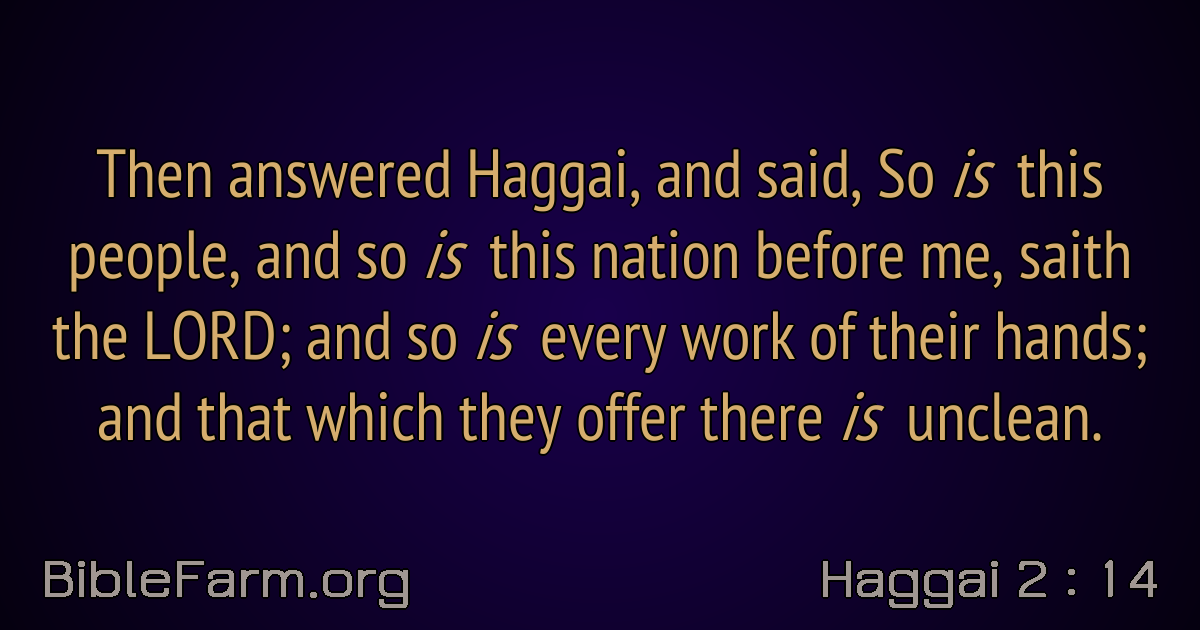 Then answered Haggai, and said, So is this
people, and so is this nation before me, saith
the LORD; and so is every work of their hands;
and that which they offer there is unclean.
BibleFarm.org
Haggai 2 : 14